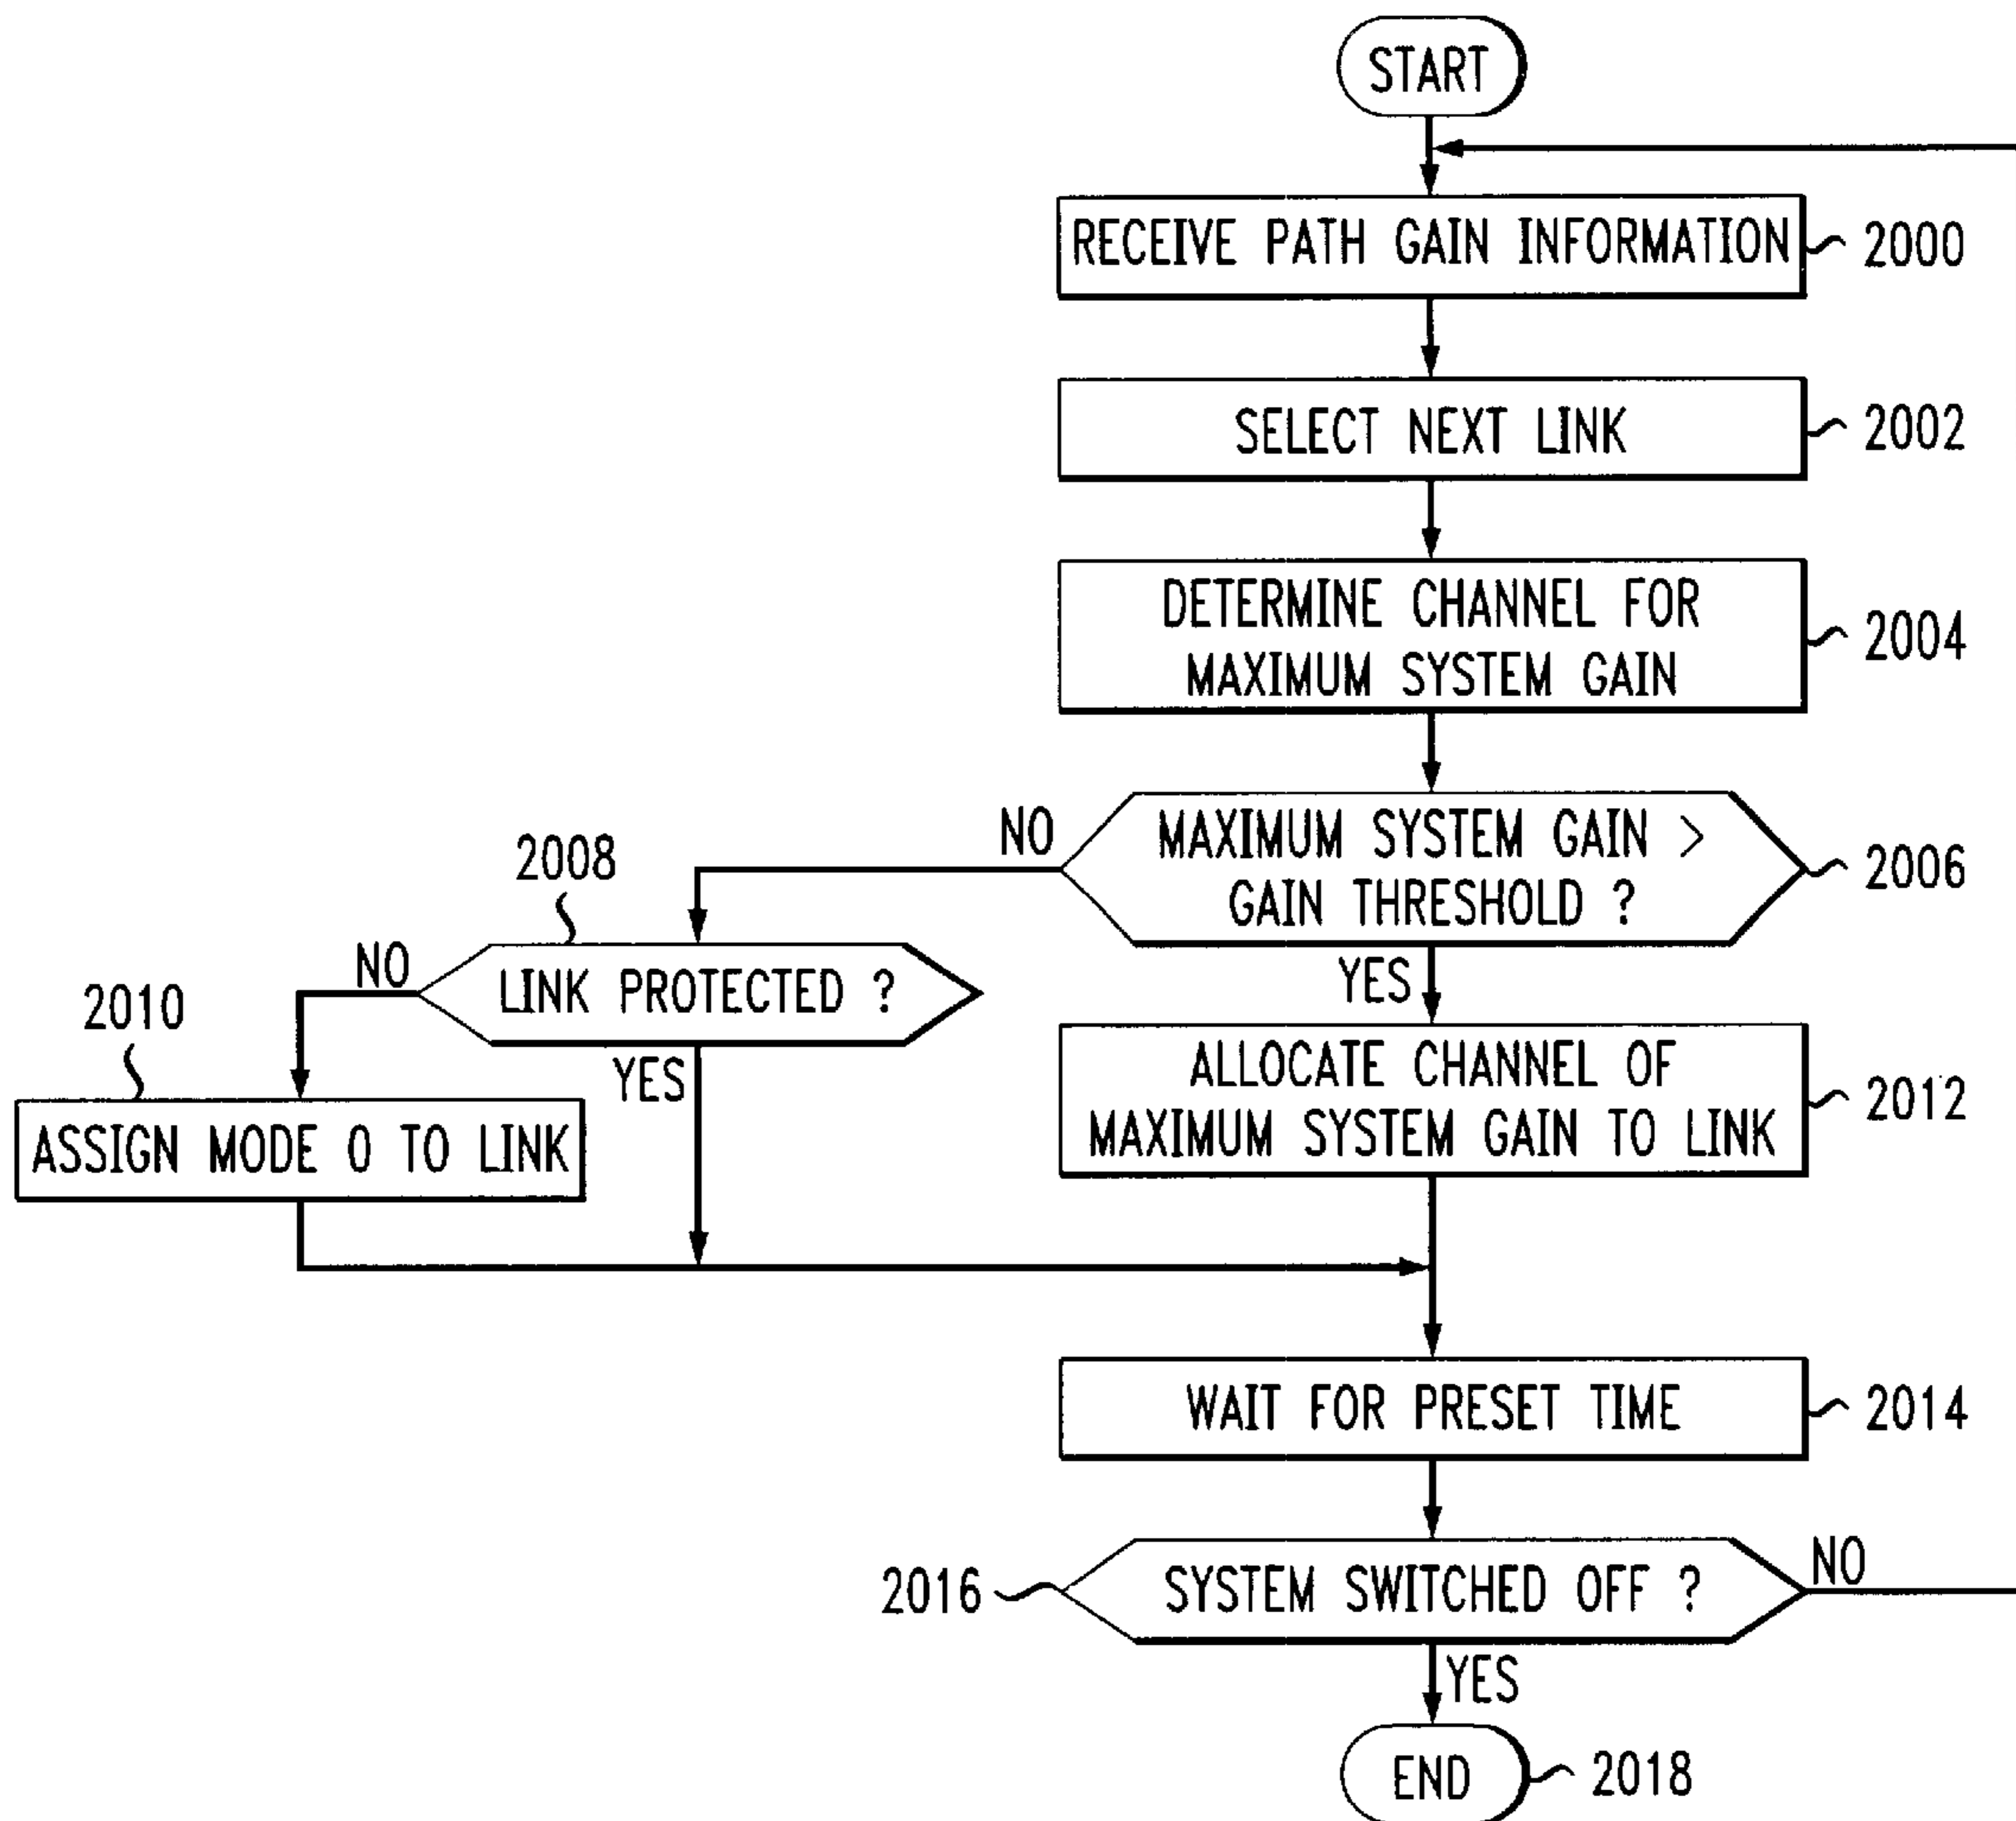 START
RECEIVE PATH GAIN INFORMATION
2000
SELECT NEXT LINK
2002
DETERMINE CHANNEL FOR
MAXIMUM SYSTEM GAIN
2004
MAXIMUM SYSTEM GAIN >
GAIN THRESHOLD ?
2006
NO
YES
2008
LINK PROTECTED ?
NO
YES
2010
ASSIGN MODE 0 TO LINK
ALLOCATE CHANNEL OF
MAXIMUM SYSTEM GAIN TO LINK
2012
WAIT FOR PRESET TIME
2014
2016
SYSTEM SWITCHED OFF ?
NO
YES
END
2018